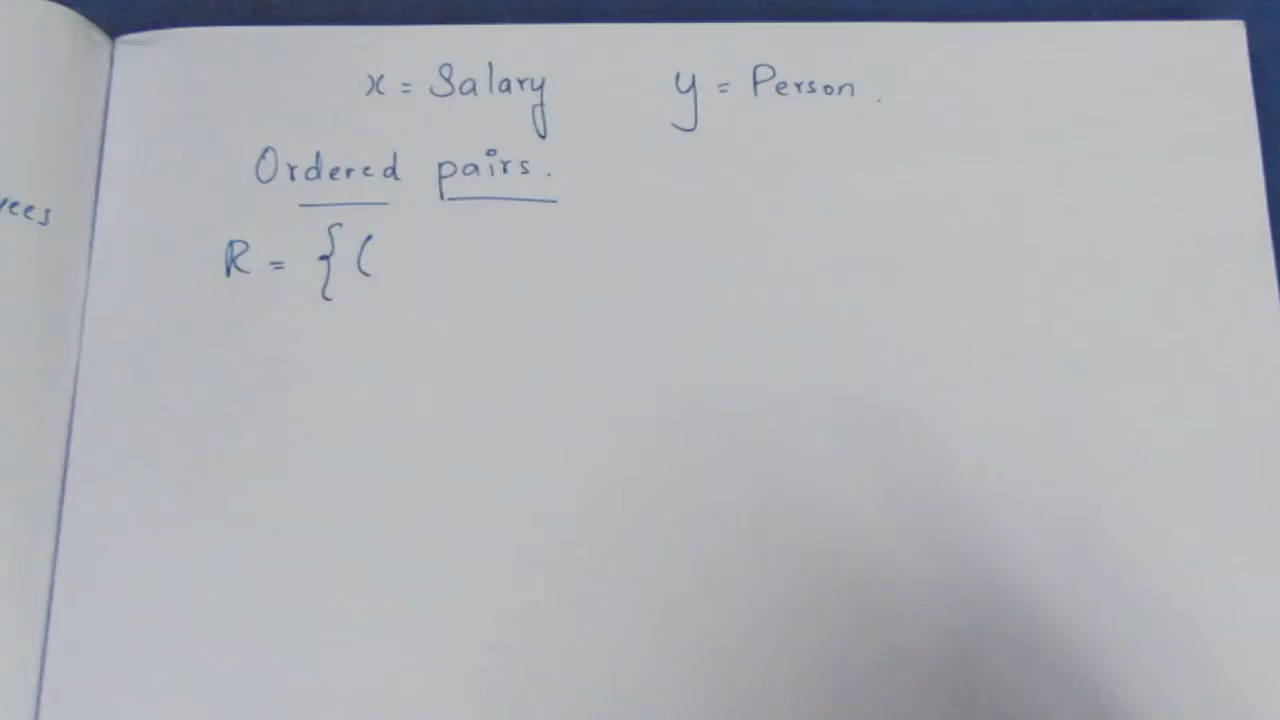 x = Salary y = Person.
Ordered pairs.
R = { (